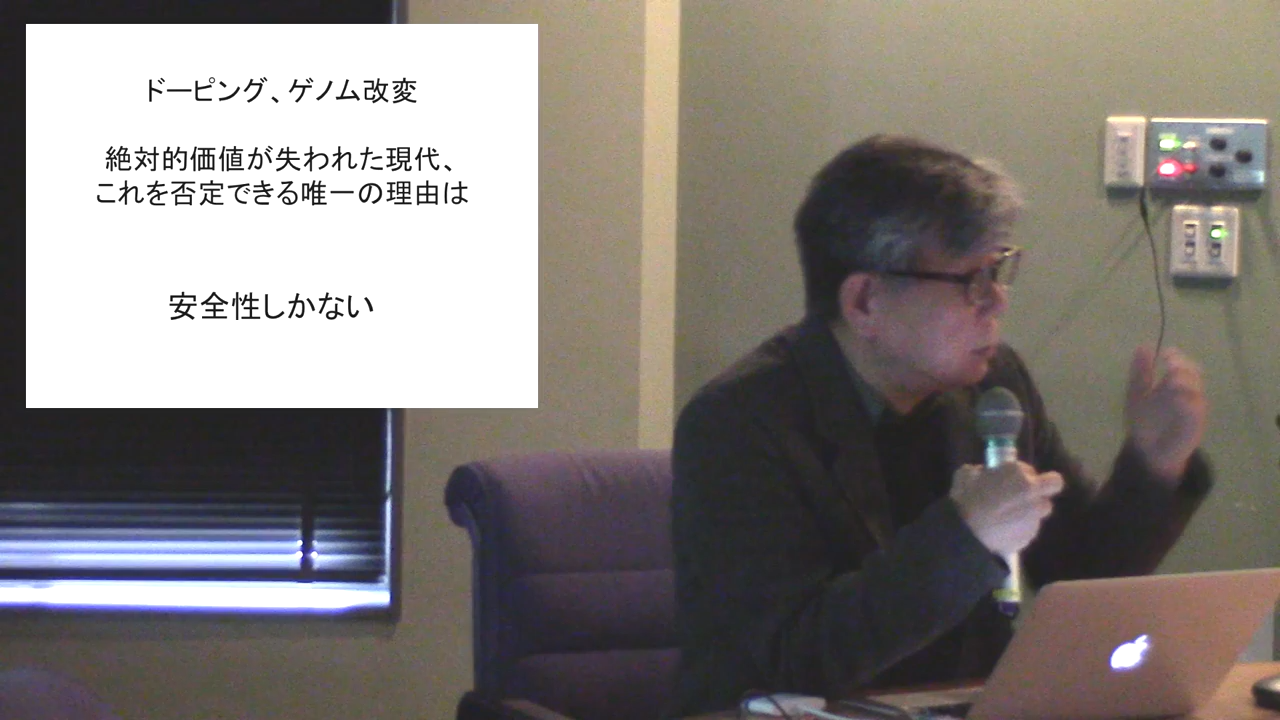 ドーピング、ゲノム改変
絶対的価値が失われた現代、
これを否定できる唯一の理由は
安全性しかない